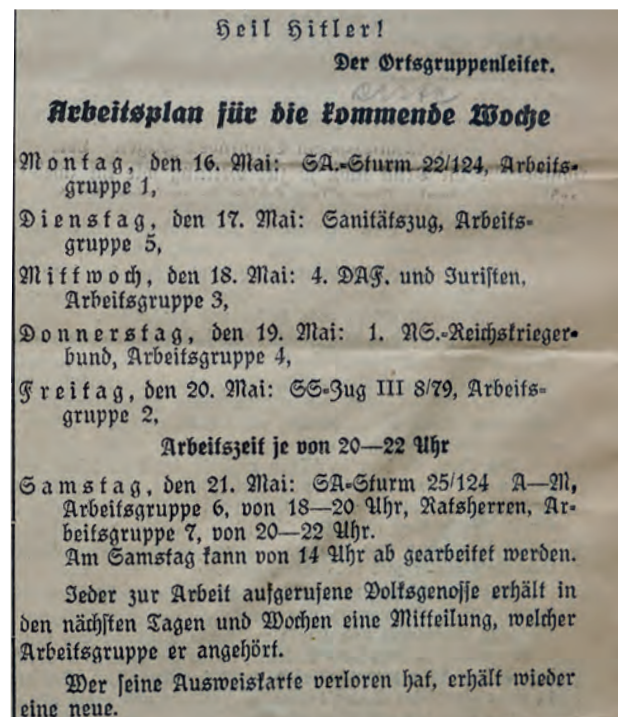 Heil Hitler!
Der Ortsgruppenleiter.
Arbeitsplan für die kommende Woche
Montag, den 16. Mai: SA.-Sturm 22/124, Arbeits-
gruppe 1,
Dienstag, den 17. Mai: Sanitätszug, Arbeits-
gruppe 5,
Mittwoch, den 18. Mai: 4. DAF. und Juristen,
Arbeitsgruppe 3,
Donnerstag, den 19. Mai: 1. NS.-Reichskrieger-
bund, Arbeitsgruppe 4,
Freitag, den 20. Mai: SS-Zug III 8/79, Arbeits-
gruppe 2,
Arbeitszeit je von 20—22 Uhr
Samstag, den 21. Mai: SA-Sturm 25/124 A—M,
Arbeitsgruppe 6, von 18—20 Uhr, Ratsherren, Ar-
beitsgruppe 7, von 20—22 Uhr.
Am Samstag kann von 14 Uhr ab gearbeitet werden.
Jeder zur Arbeit aufgerufene Volksgenosse erhält in
den nächsten Tagen und Wochen eine Mitteilung, welcher
Arbeitsgruppe er angehört.
Wer seine Ausweiskarte verloren hat, erhält wieder
eine neue.